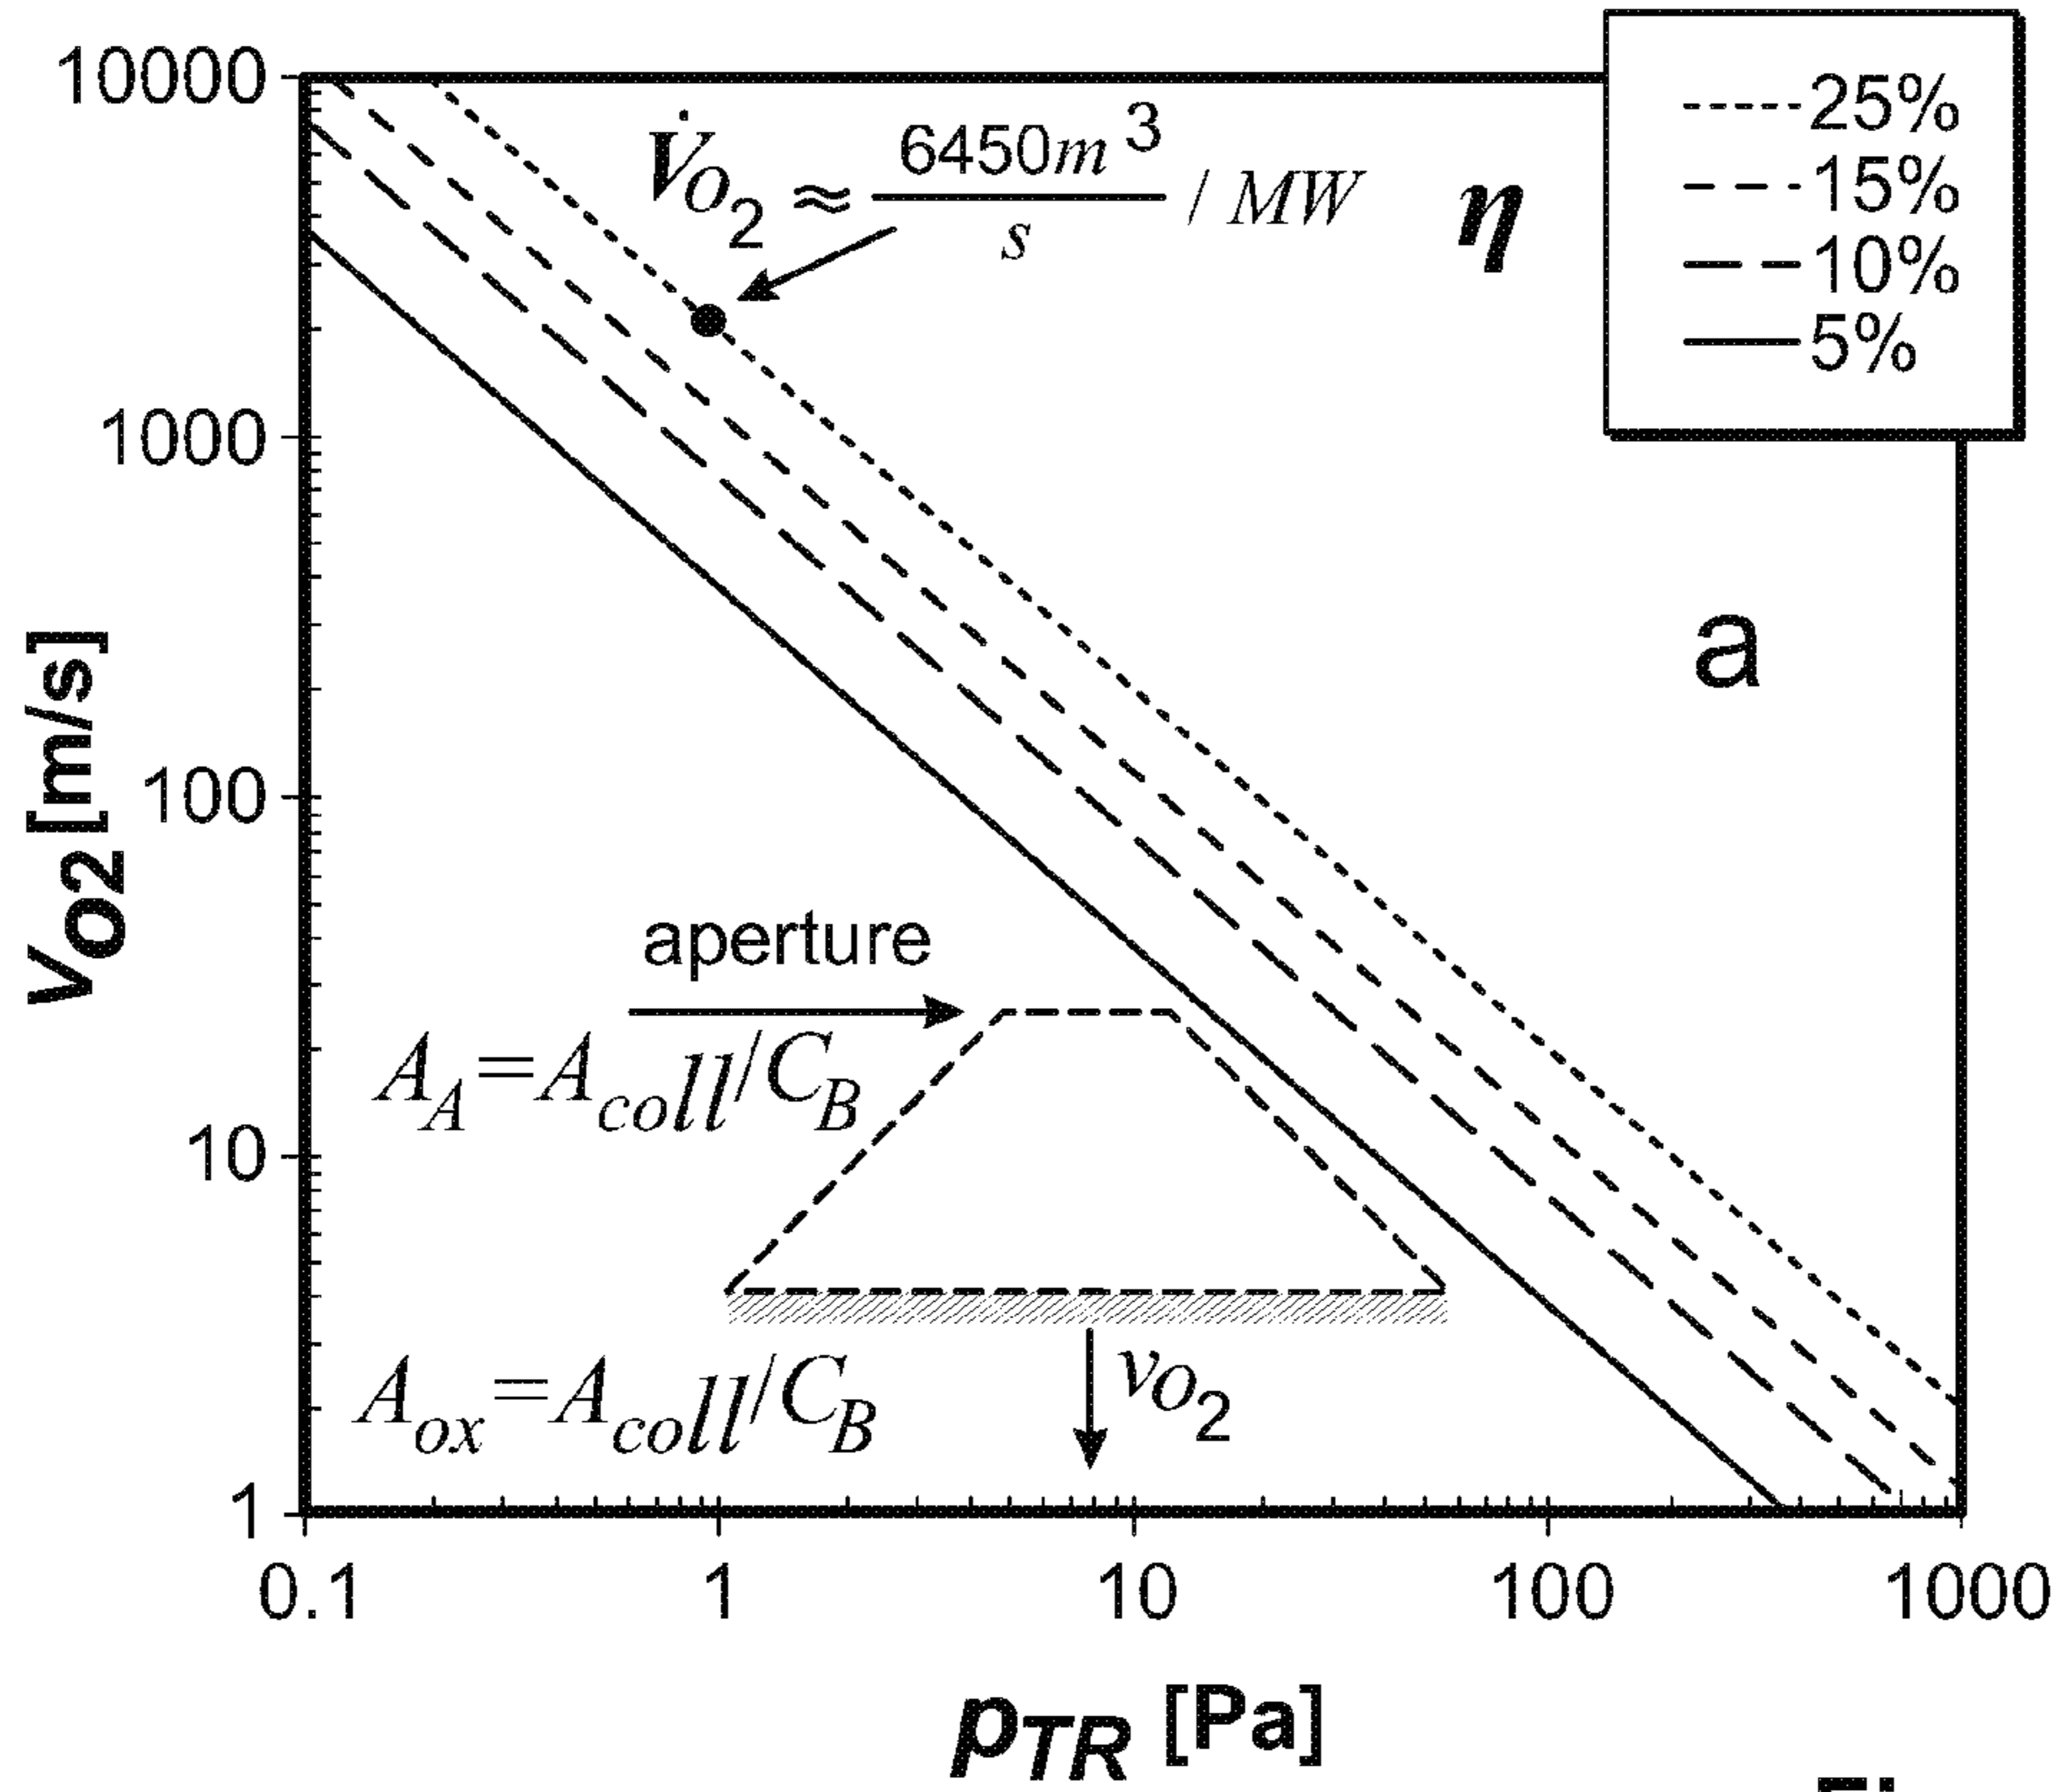 10000
1000
100
10
1
V_O2 [m/s]
V̇_O₂ ≈ 6450m³/s / MW
η
25%
15%
10%
5%
a
aperture
A_A=A_coll/C_B
A_ox=A_coll/C_B
v_O₂
0.1 1 10 100 1000
p_TR [Pa]